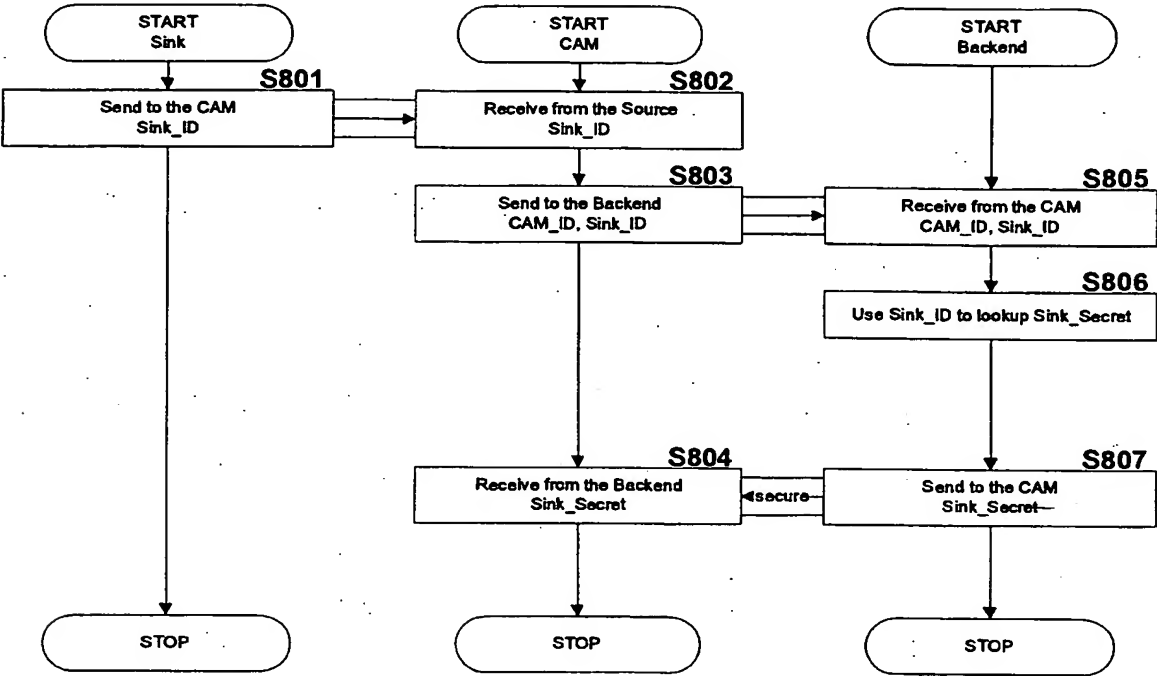 START
Sink
START
CAM
START
Backend
S801
Send to the CAM
Sink_ID
S802
Receive from the Source
Sink_ID
S803
Send to the Backend
CAM_ID, Sink_ID
S805
Receive from the CAM
CAM_ID, Sink_ID
S806
Use Sink_ID to lookup Sink_Secret
S804
Receive from the Backend
Sink_Secret
secure
S807
Send to the CAM
Sink_Secret
STOP
STOP
STOP